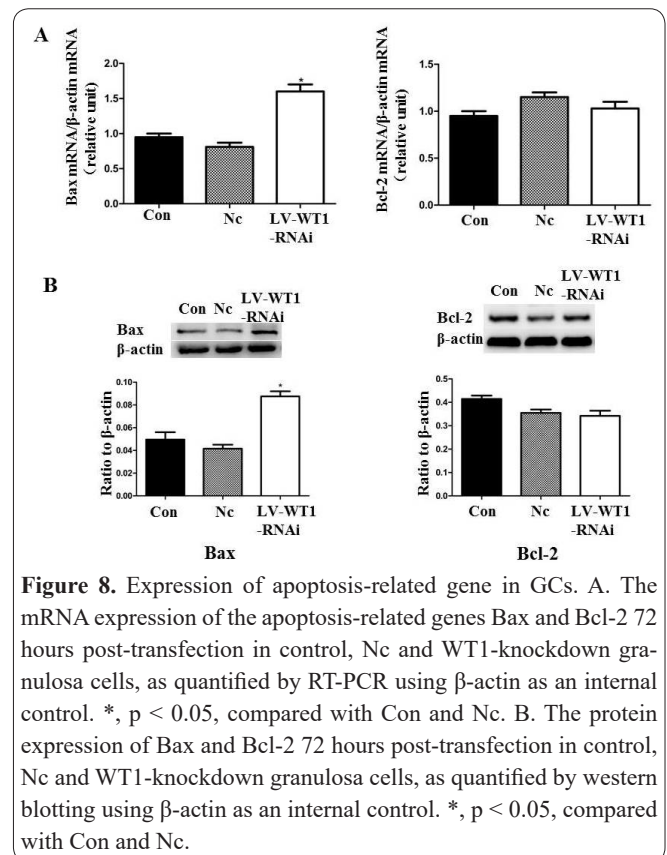 A
Bax mRNA/β-actin mRNA
(relative unit)
2.0
1.5
1.0
0.5
0.0
*
Con
Nc
LV-WT1
-RNAi
Bcl-2 mRNA/β-actin mRNA
(relative unit)
1.5
1.0
0.5
0.0
Con
Nc
LV-WT1
-RNAi
B
Con Nc LV-WT1
-RNAi
Bax
β-actin
Ratio to β-actin
0.10
0.08
0.06
0.04
0.02
0.00
*
Con
Nc
LV-WT1
-RNAi
Bax
Con Nc LV-WT1
-RNAi
Bcl-2
β-actin
Ratio to β-actin
0.5
0.4
0.3
0.2
0.1
0.0
Con
Nc
LV-WT1
-RNAi
Bcl-2
Figure 8. Expression of apoptosis-related gene in GCs. A. The
mRNA expression of the apoptosis-related genes Bax and Bcl-2 72
hours post-transfection in control, Nc and WT1-knockdown gra-
nulosa cells, as quantified by RT-PCR using β-actin as an internal
control. *, p < 0.05, compared with Con and Nc. B. The protein
expression of Bax and Bcl-2 72 hours post-transfection in control,
Nc and WT1-knockdown granulosa cells, as quantified by western
blotting using β-actin as an internal control. *, p < 0.05, compared
with Con and Nc.